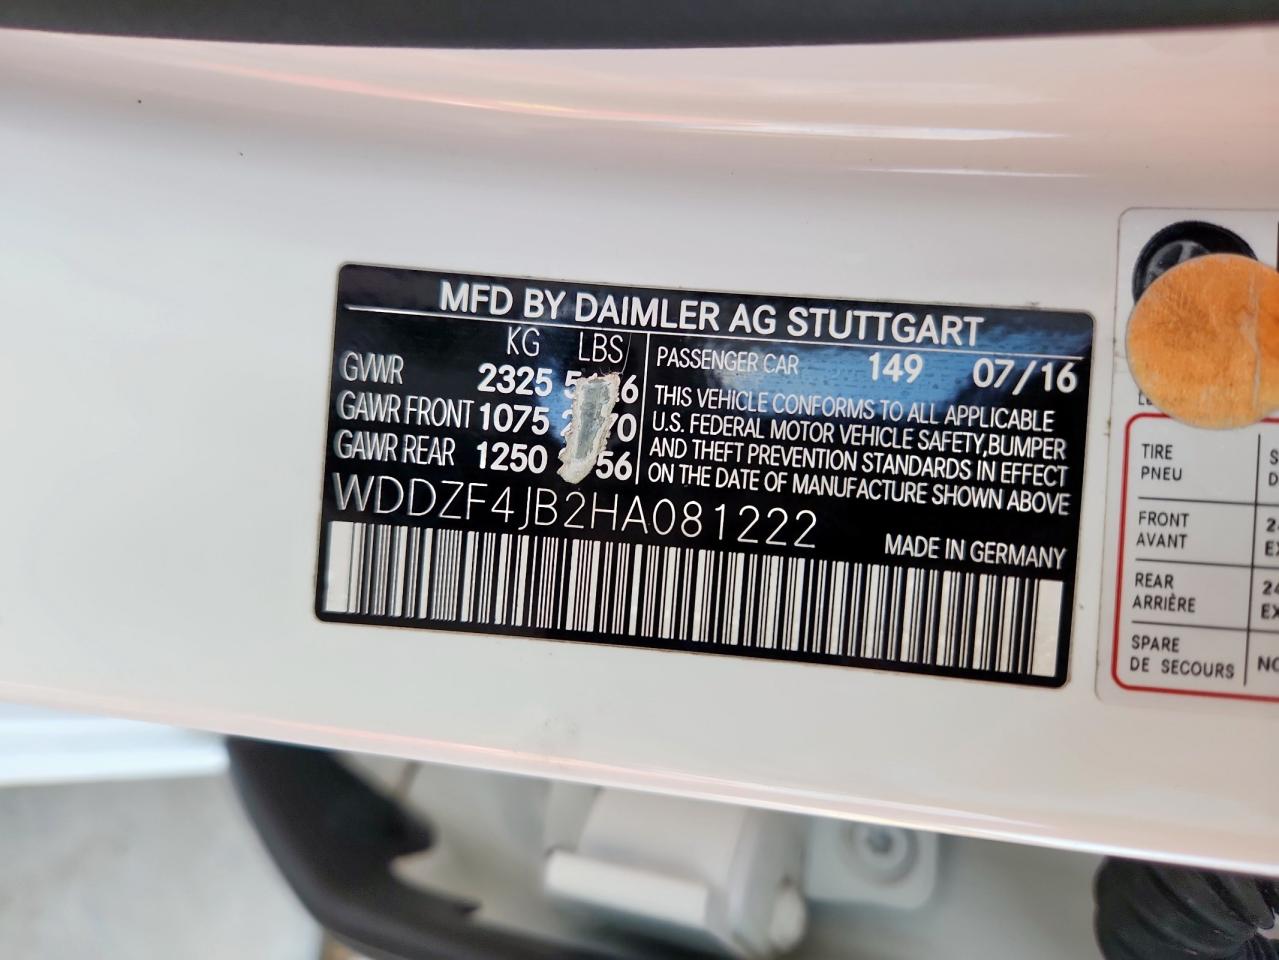 MFD BY DAIMLER AG STUTTGART
KG LBS
GVWR 2325
GAWR FRONT 1075
GAWR REAR 1250
PASSENGER CAR 149 07/16
THIS VEHICLE CONFORMS TO ALL APPLICABLE
U.S. FEDERAL MOTOR VEHICLE SAFETY,BUMPER
AND THEFT PREVENTION STANDARDS IN EFFECT
ON THE DATE OF MANUFACTURE SHOWN ABOVE
WDDZF4JB2HA081222
MADE IN GERMANY
TIRE
PNEU
FRONT
AVANT
REAR
ARRIÈRE
SPARE
DE SECOURS